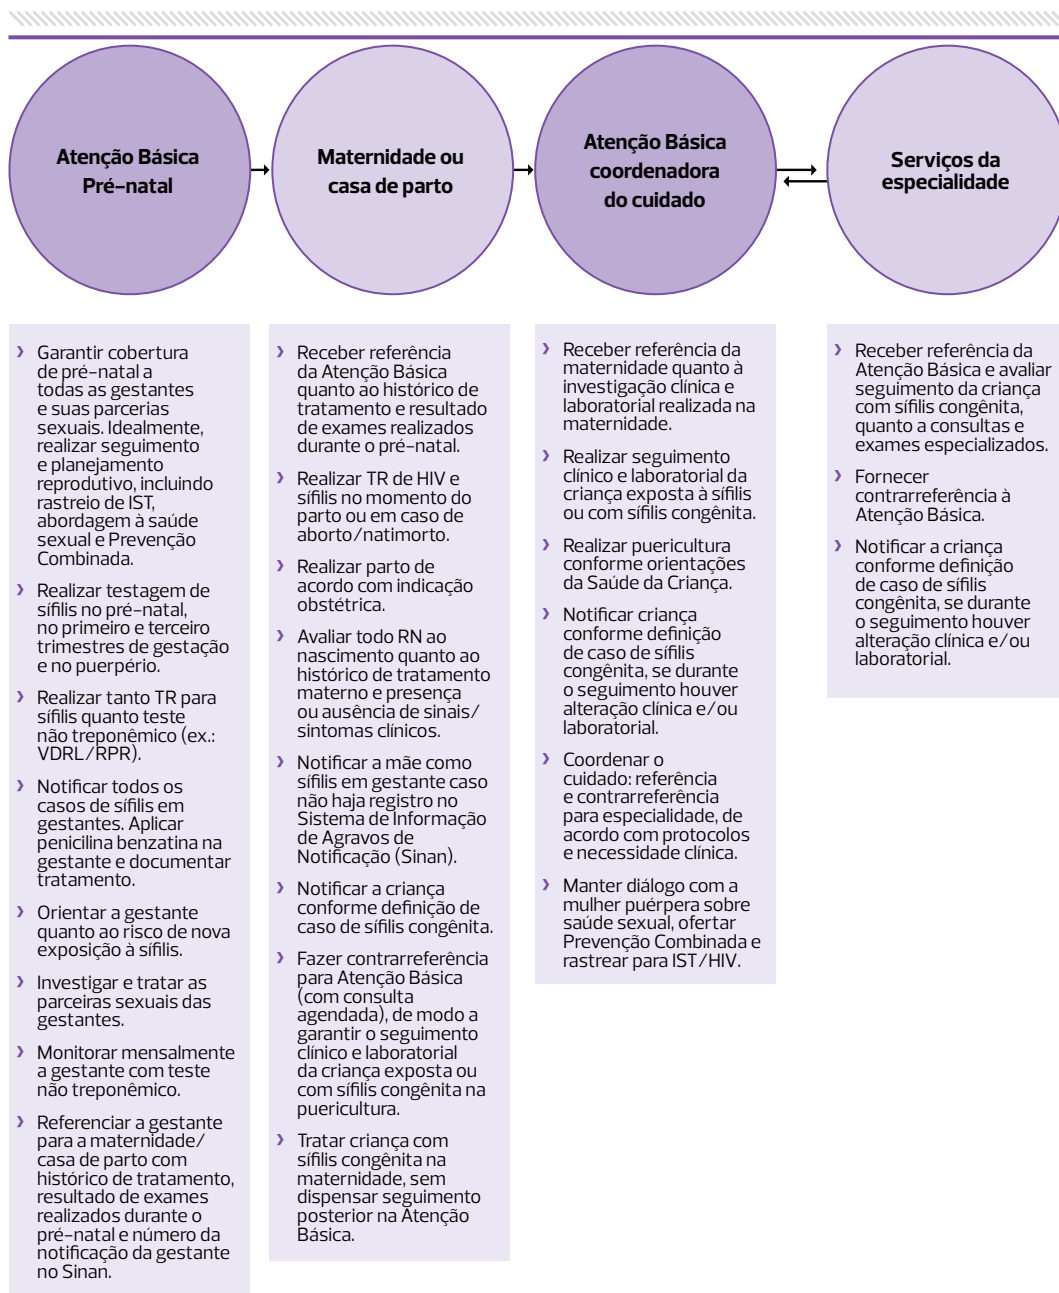 Atenção Básica
Pré-natal
Maternidade ou
casa de parto
Atenção Básica
coordenadora
do cuidado
Serviços da
especialidade
› Garantir cobertura
de pré-natal a
todas as gestantes
e suas parcerias
sexuais. Idealmente,
realizar seguimento
e planejamento
reprodutivo, incluindo
rastreio de IST,
abordagem à saúde
sexual e Prevenção
Combinada.
› Realizar testagem de
sífilis no pré-natal,
no primeiro e terceiro
trimestres de gestação
e no puerpério.
› Realizar tanto TR para
sífilis quanto teste
não treponêmico (ex.:
VDRL/RPR).
› Notificar todos os
casos de sífilis em
gestantes. Aplicar
penicilina benzatina na
gestante e documentar
tratamento.
› Orientar a gestante
quanto ao risco de nova
exposição à sífilis.
› Investigar e tratar as
parceiras sexuais das
gestantes.
› Monitorar mensalmente
a gestante com teste
não treponêmico.
› Referenciar a gestante
para a maternidade/
casa de parto com
histórico de tratamento,
resultado de exames
realizados durante o
pré-natal e número da
notificação da gestante
no Sinan.
› Receber referência
da Atenção Básica
quanto ao histórico de
tratamento e resultado
de exames realizados
durante o pré-natal.
› Realizar TR de HIV e
sífilis no momento do
parto ou em caso de
aborto/natimorto.
› Realizar parto de
acordo com indicação
obstétrica.
› Avaliar todo RN ao
nascimento quanto ao
histórico de tratamento
materno e presença
ou ausência de sinais/
sintomas clínicos.
› Notificar a mãe como
sífilis em gestante caso
não haja registro no
Sistema de Informação
de Agravos de
Notificação (Sinan).
› Notificar a criança
conforme definição de
caso de sífilis congênita.
› Fazer contrarreferência
para Atenção Básica
(com consulta
agendada), de modo a
garantir o seguimento
clínico e laboratorial
da criança exposta ou
com sífilis congênita na
puericultura.
› Tratar criança com
sífilis congênita na
maternidade, sem
dispensar seguimento
posterior na Atenção
Básica.
› Receber referência da
maternidade quanto à
investigação clínica e
laboratorial realizada na
maternidade.
› Realizar seguimento
clínico e laboratorial da
criança exposta à sífilis
ou com sífilis congênita.
› Realizar puericultura
conforme orientações
da Saúde da Criança.
› Notificar criança
conforme definição
de caso de sífilis
congênita, se durante
o seguimento houver
alteração clínica e/ou
laboratorial.
› Coordenar o
cuidado: referência
e contrarreferência
para especialidade, de
acordo com protocolos
e necessidade clínica.
› Manter diálogo com a
mulher puérpera sobre
saúde sexual, ofertar
Prevenção Combinada e
rastrear para IST/HIV.
› Receber referência da
Atenção Básica e avaliar
seguimento da criança
com sífilis congênita,
quanto a consultas e
exames especializados.
› Fornecer
contrarreferência à
Atenção Básica.
› Notificar a criança
conforme definição
de caso de sífilis
congênita, se durante
o seguimento houver
alteração clínica e/ou
laboratorial.